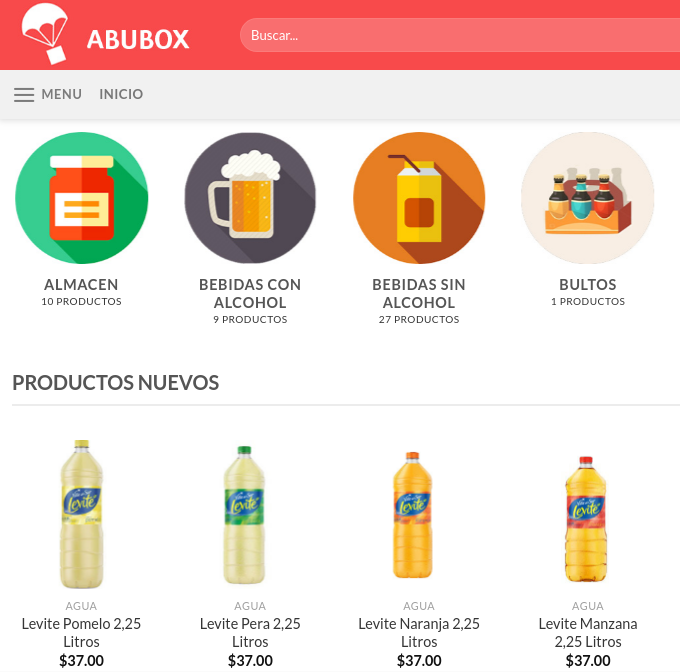 ABUBOX
Buscar...
MENU
INICIO
ALMACEN
10 PRODUCTOS
BEBIDAS CON
ALCOHOL
9 PRODUCTOS
BEBIDAS SIN
ALCOHOL
27 PRODUCTOS
BULTOS
1 PRODUCTOS
PRODUCTOS NUEVOS
Levité
Levité
Levité
Levité
AGUA
Levite Pomelo 2,25
Litros
$37.00
AGUA
Levite Pera 2,25
Litros
$37.00
AGUA
Levite Naranja 2,25
Litros
$37.00
AGUA
Levite Manzana
2,25 Litros
$37.00